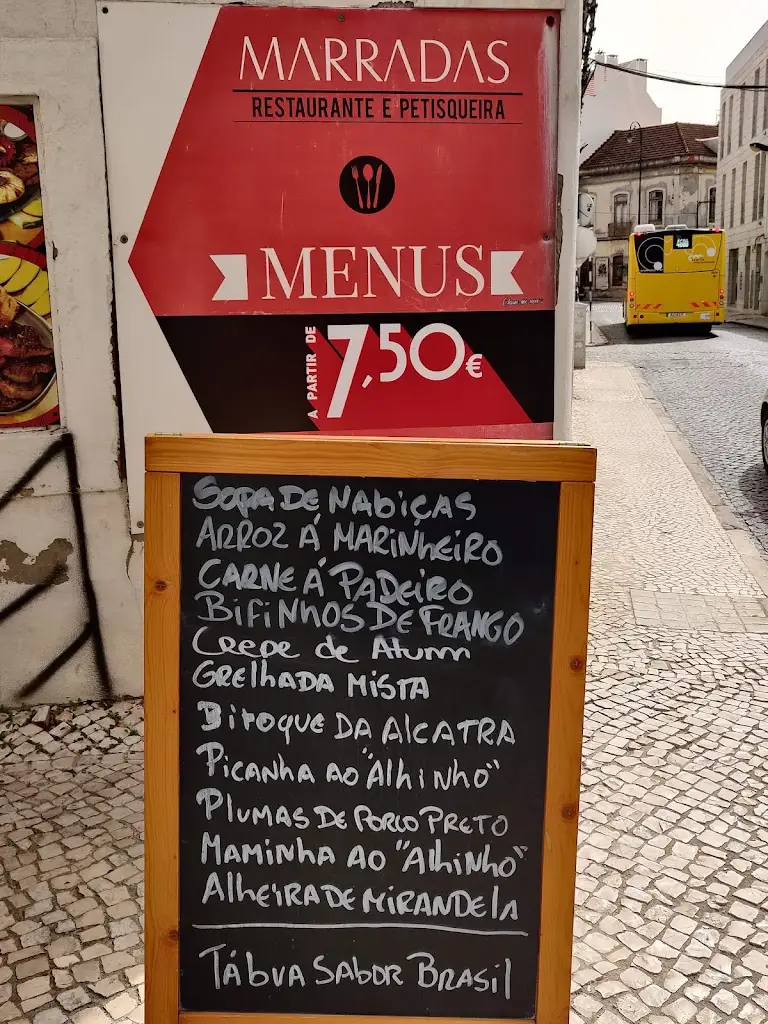 MARRADAS
RESTAURANTE E PETISQUEIRA
MENUS
A PARTIR DE
7,50€
SOPA DE NABIÇAS
ARROZ Á MARINHEIRO
CARNE Á PADEIRO
BIFINHOS DE FRANGO
Crepe de Atum
GRELHADA MISTA
BITOQUE DA ALCATRA
PICANHA AO "AlhiNho"
PLUMAS DE PORCO PRETO
MAMINHA AO "AlhiNho"
AlhEIRA DE MIRANDElA
TÁBUA SABOR BRASIl